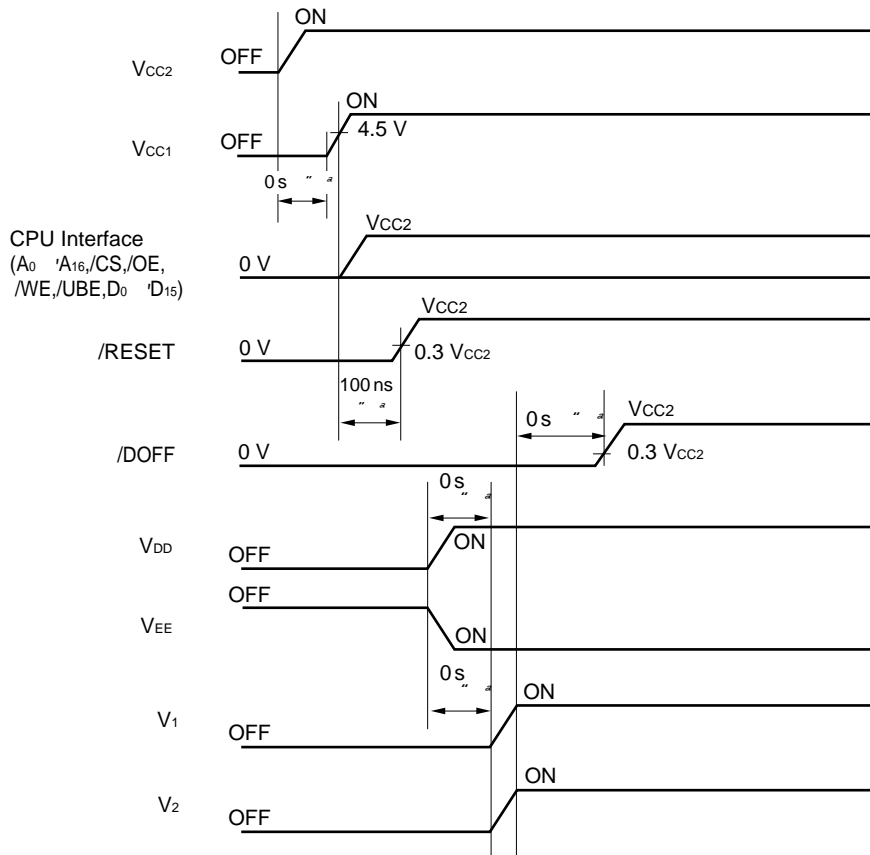 ON
OFF
VCC2
ON
4.5 V
OFF
VCC1
0 s
VCC2
CPU Interface
(A0 'A16,/CS,/OE,
/WE,/UBE,D0 'D15)
0 V
VCC2
/RESET
0 V
0.3 VCC2
100 ns
0 s
VCC2
/DOFF
0 V
0.3 VCC2
0 s
VDD
OFF
ON
OFF
VEE
ON
0 s
ON
V1
OFF
ON
V2
OFF